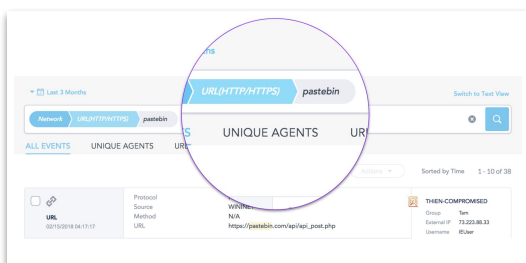 Last 3 Months
Switch to Text View
Network URL(HTTP/HTTPS) pastebin
URL(HTTP/HTTPS) pastebin
ALL EVENTS UNIQUE AGENTS
UNIQUE AGENTS
Actions
Sorted by Time 1 - 10 of 38
URL
02/15/2018 04:17:17
Protocol
Source WININET
Method N/A
URL https://pastebin.com/api/api_post.php
THIEN-COMPROMISED
Group Tam
External IP 73.223.88.33
Username IEUser